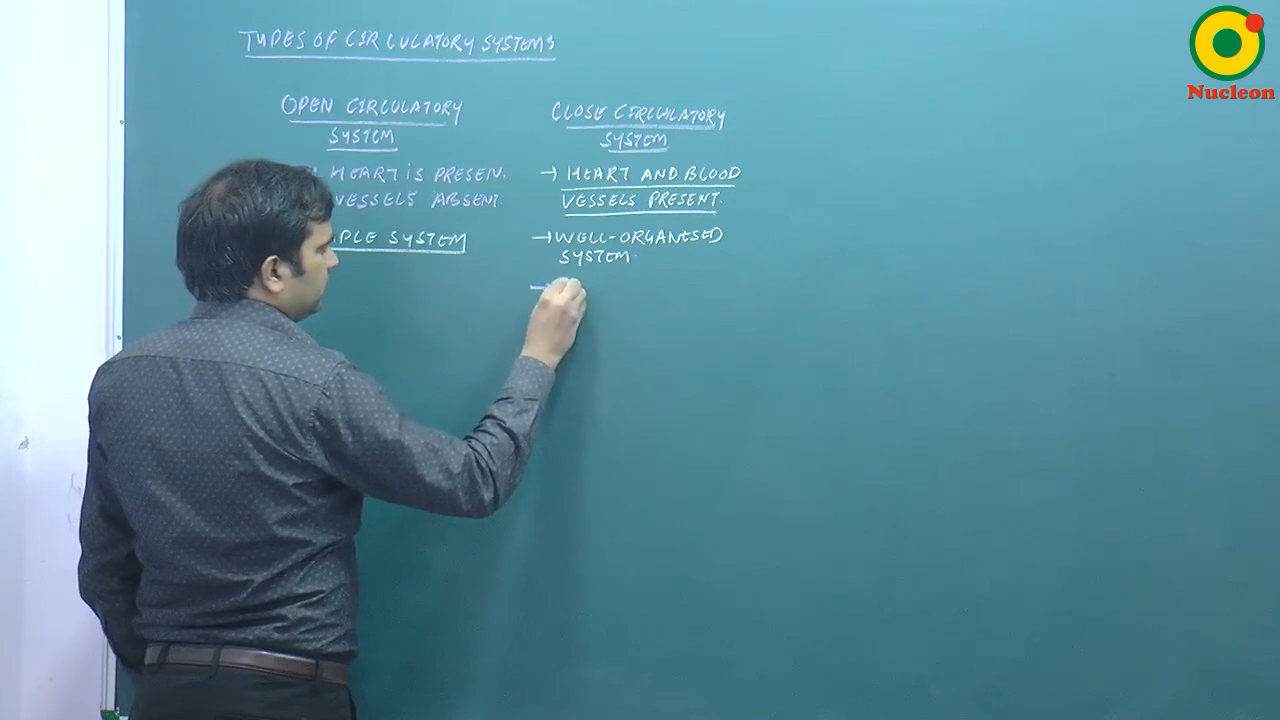 TYPES OF CIRCULATORY SYSTEMS
OPEN CIRCULATORY
SYSTEM
HEART IS PRESEN.
VESSELS ABSENT
PLE SYSTEM
CLOSE CIRCULATORY
SYSTEM
→ HEART AND BLOOD
VESSELS PRESENT.
→ WELL-ORGANISED
SYSTEM.
Nucleon